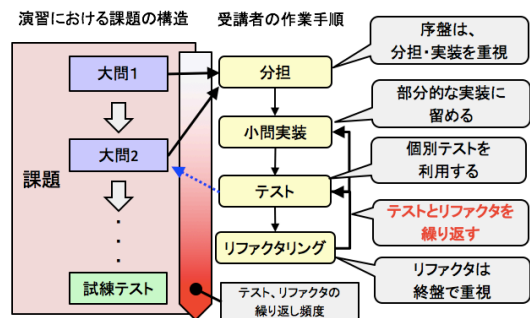 演習における課題の構造
受講者の作業手順
課題
大問1
大問2
・
・
・
試練テスト
分担
小問実装
テスト
リファクタリング
序盤は、
分担・実装を重視
部分的な実装に
留める
個別テストを
利用する
テストとリファクタを
繰り返す
リファクタは
終盤で重視
テスト、リファクタの
繰り返し頻度